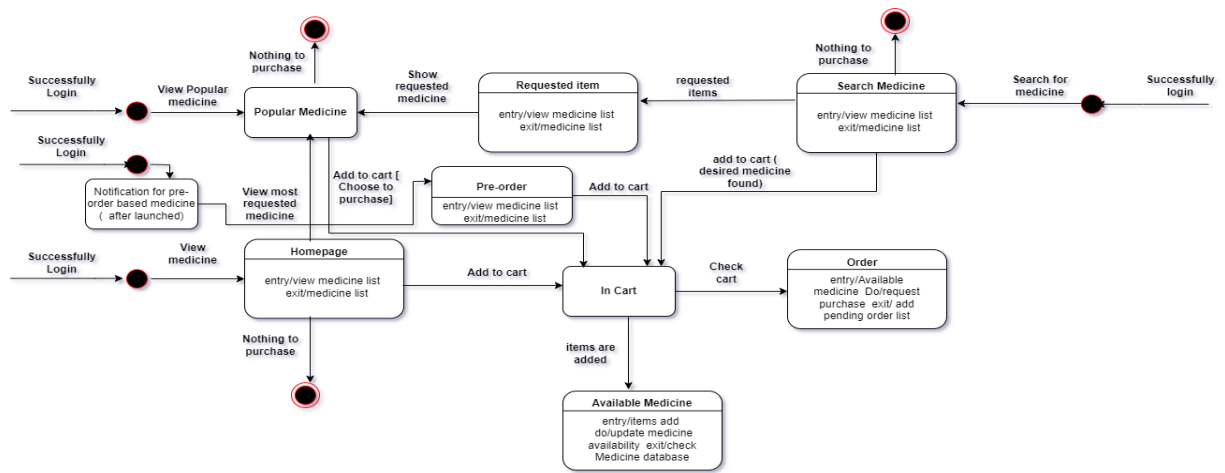 Nothing to
purchase
Nothing to
purchase
Successfully
Login
View Popular
medicine
Popular Medicine
Show
requested
medicine
Requested item
entry/view medicine list
exit/medicine list
requested
items
Search Medicine
entry/view medicine list
exit/medicine list
Search for
medicine
Successfully
login
Successfully
Login
Notification for pre-
order based medicine
( after launched)
View most
requested
medicine
Add to cart [
Choose to
purchase]
Pre-order
entry/view medicine list
exit/medicine list
Add to cart
add to cart (
desired medicine
found)
Successfully
Login
View
medicine
Homepage
entry/view medicine list
exit/medicine list
Add to cart
In Cart
Check
cart
Order
entry/Available
medicine Do/request
purchase exit/ add
pending order list
Nothing to
purchase
items are
added
Available Medicine
entry/items add
do/update medicine
availability exit/check
Medicine database